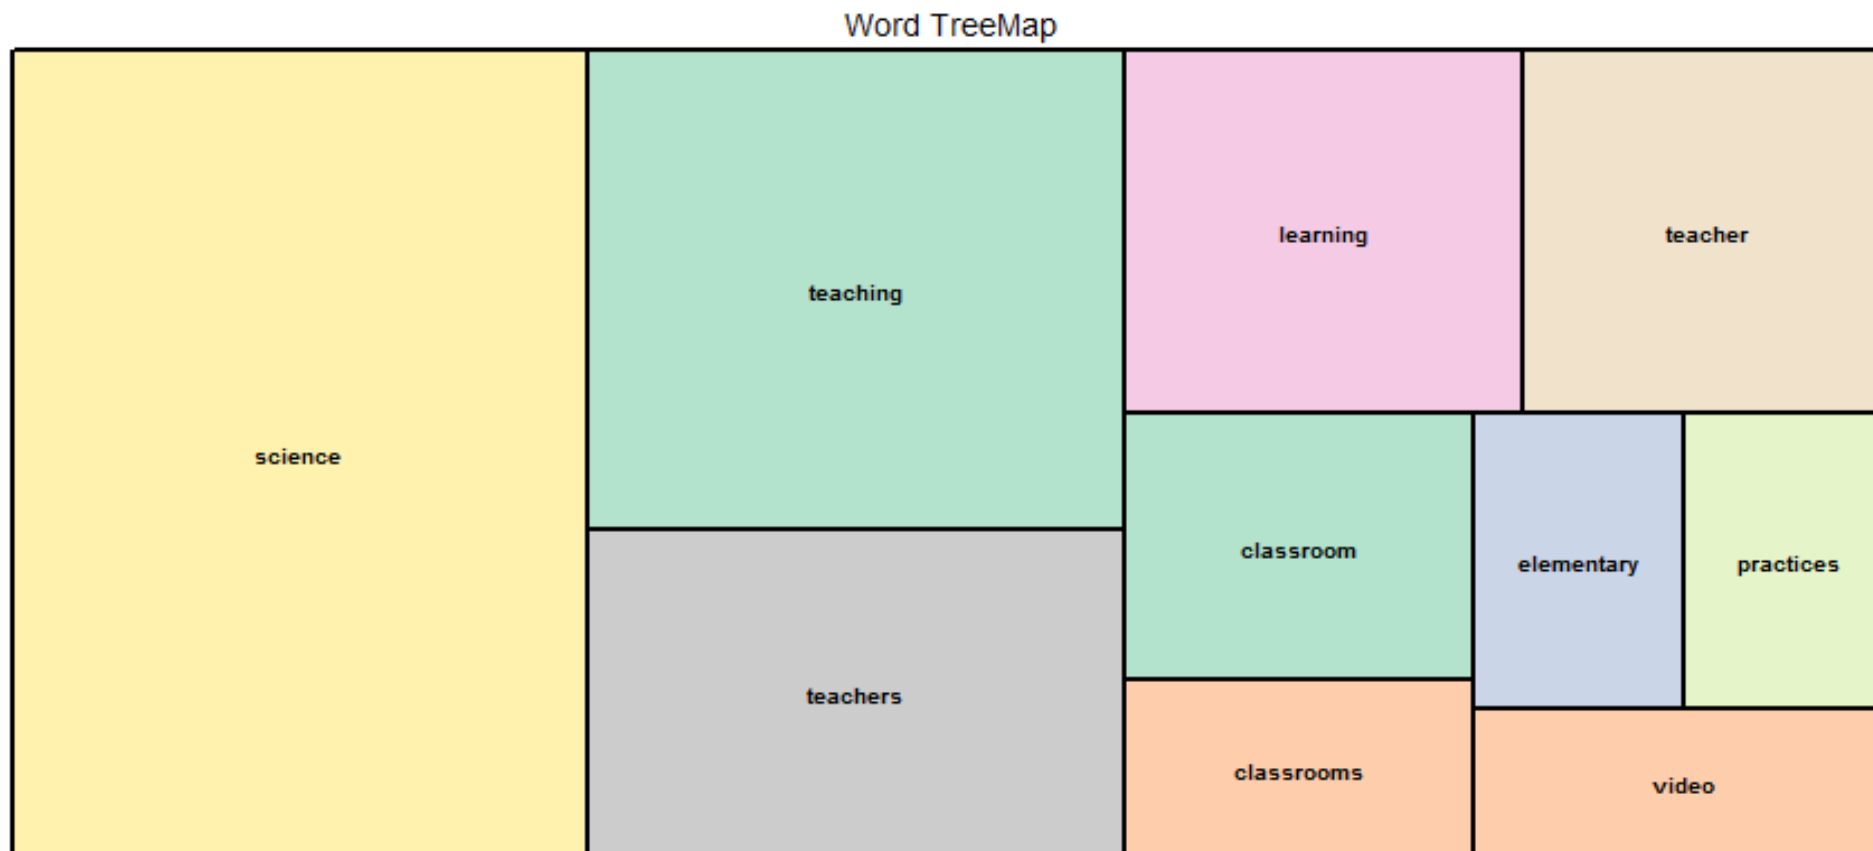 Word TreeMap
science
teaching
teachers
learning
teacher
classroom
classrooms
elementary
practices
video